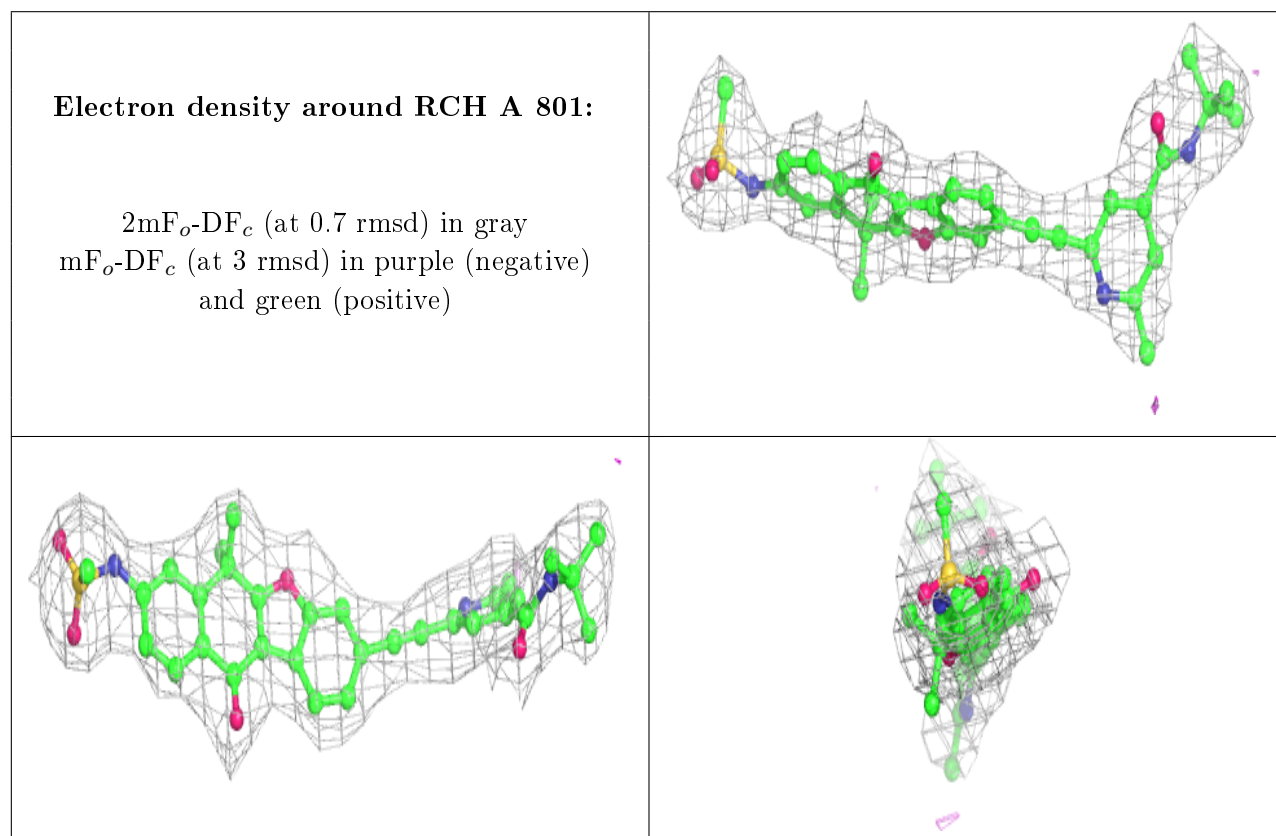 Electron density around RCH A 801:
2mFₒ-DF𝒸 (at 0.7 rmsd) in gray
mFₒ-DF𝒸 (at 3 rmsd) in purple (negative)
and green (positive)